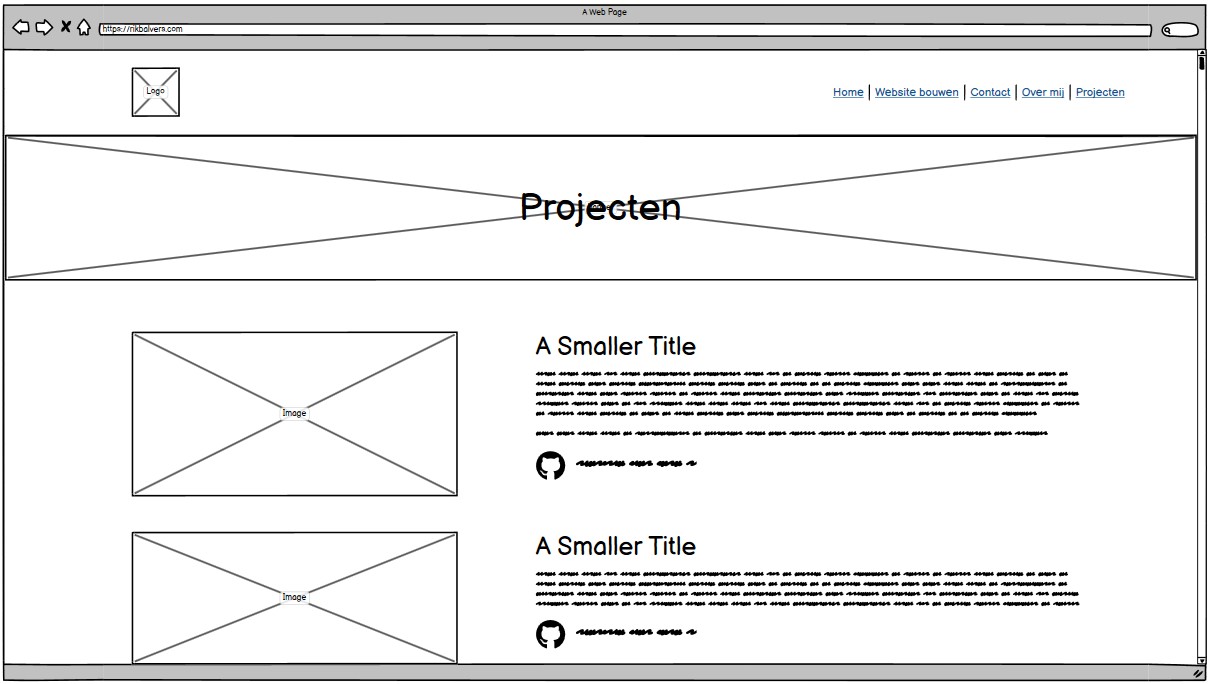 A Web Page
https://rikbalvers.com
Logo
Home | Website bouwen | Contact | Over mij | Projecten
Projecten
A Smaller Title
Image
A Smaller Title
Image